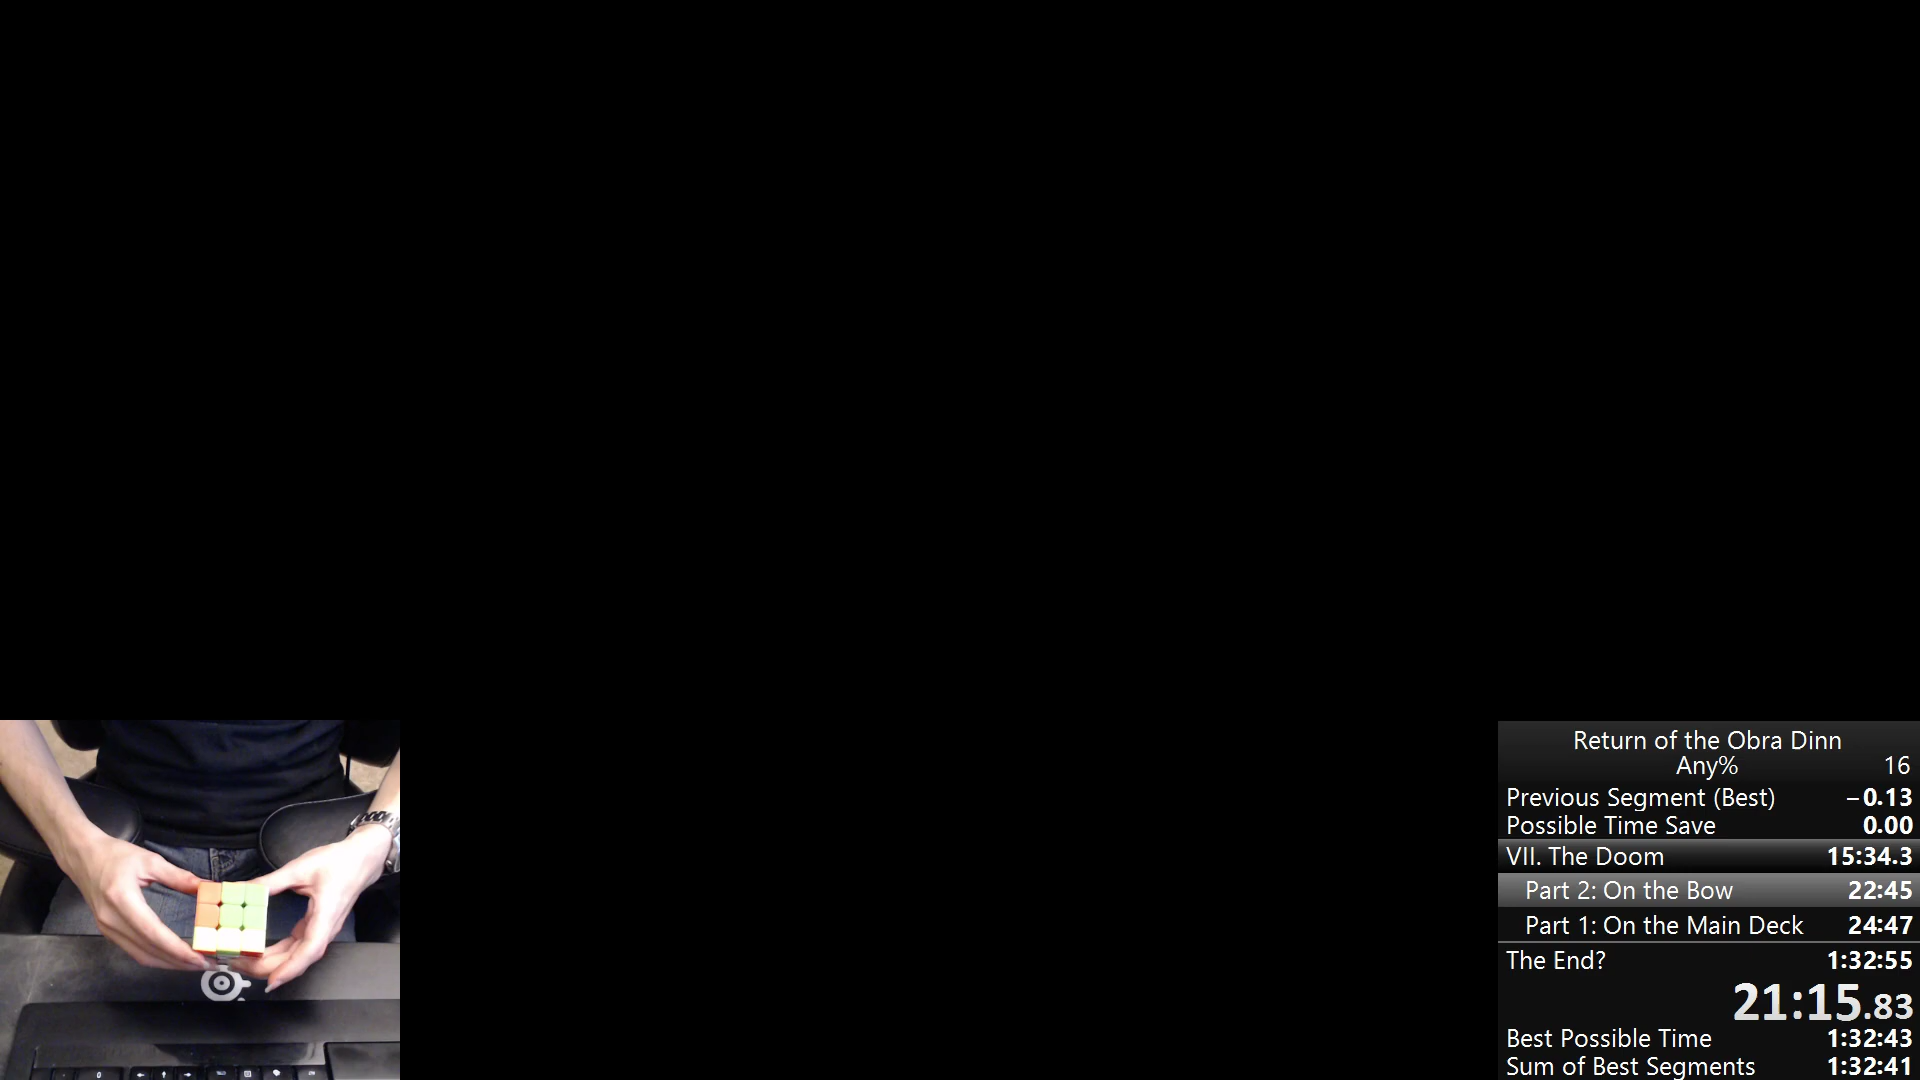 Return of the Obra Dinn
Any% 16
Previous Segment (Best) −0.13
Possible Time Save 0.00
VII. The Doom 15:34.3
Part 2: On the Bow 22:45
Part 1: On the Main Deck 24:47
The End? 1:32:55
21:15.83
Best Possible Time 1:32:43
Sum of Best Segments 1:32:41